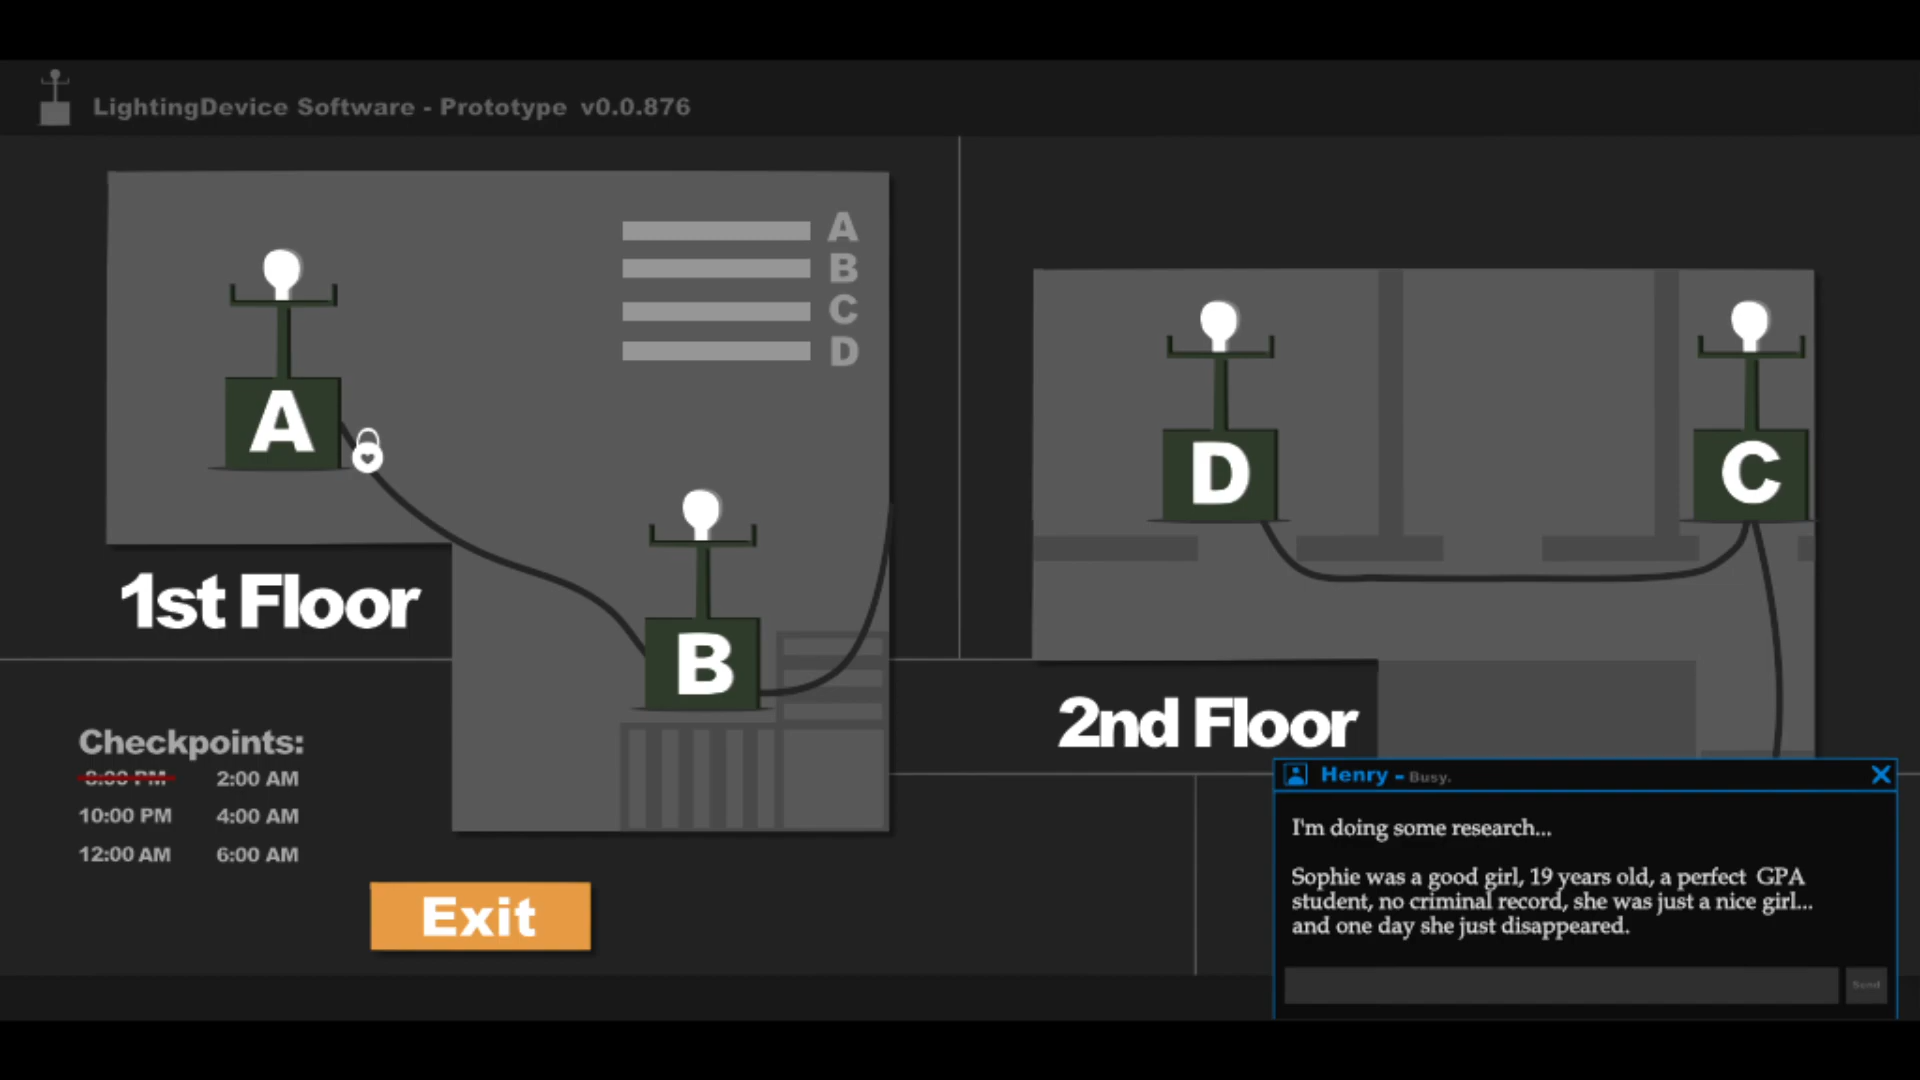 LightingDevice Software - Prototype v0.0.876
A
B
C
D
A
B
1st Floor
D
C
2nd Floor
Checkpoints:
8:00 PM 2:00 AM
10:00 PM 4:00 AM
12:00 AM 6:00 AM
Exit
Henry - Busy.
I'm doing some research...
Sophie was a good girl, 19 years old, a perfect GPA
student, no criminal record, she was just a nice girl...
and one day she just disappeared.
Send